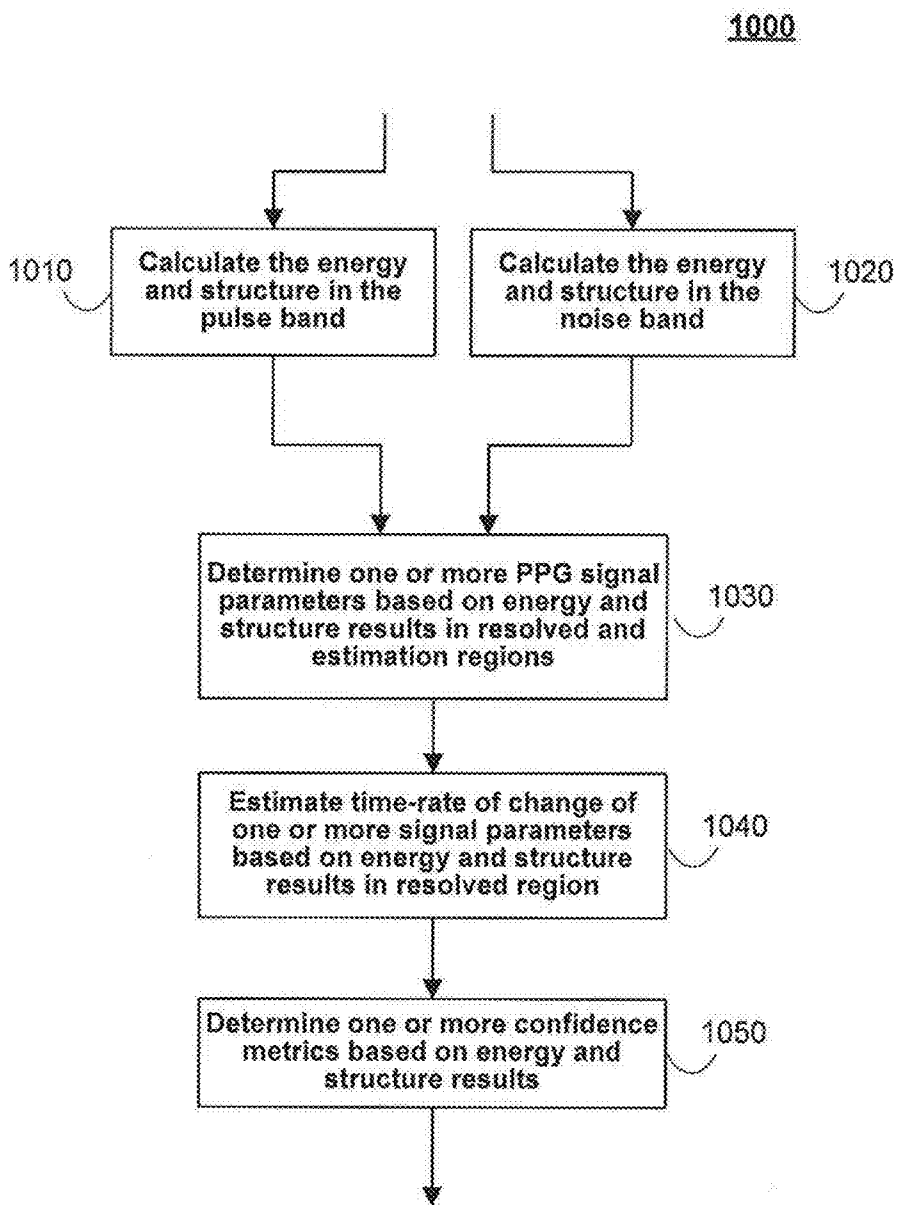 1000
1010
Calculate the energy
and structure in the
pulse band
Calculate the energy
and structure in the
noise band
1020
Determine one or more PPG signal
parameters based on energy and
structure results in resolved and
estimation regions
1030
Estimate time-rate of change of
one or more signal parameters
based on energy and structure
results in resolved region
1040
Determine one or more confidence
metrics based on energy and
structure results
1050